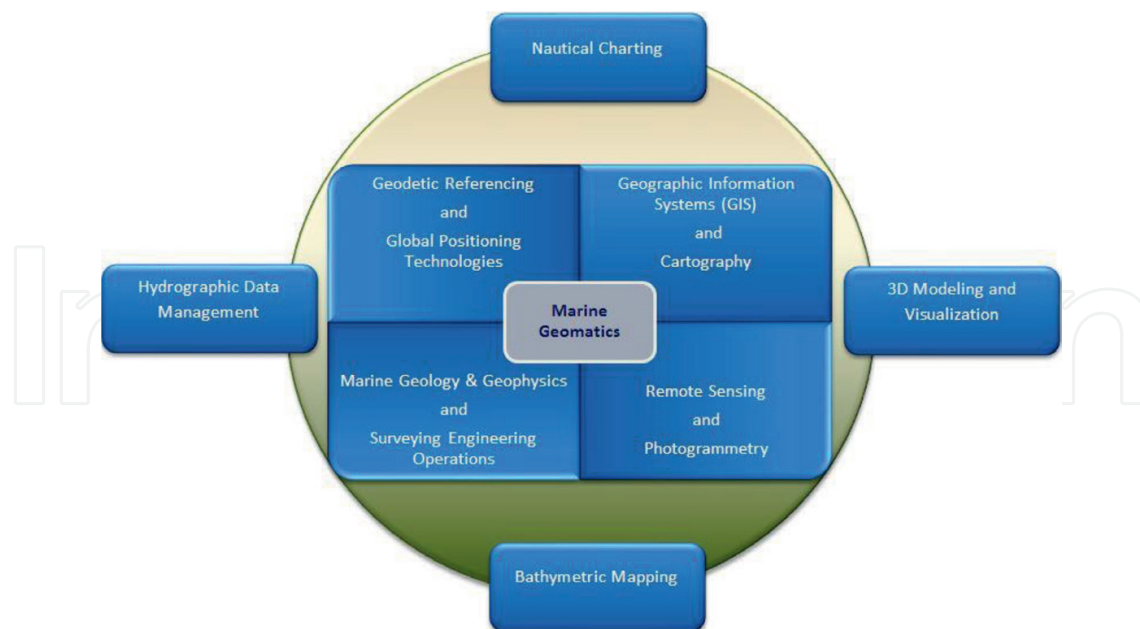 Nautical Charting
Geodetic Referencing
and
Global Positioning
Technologies
Geographic Information
Systems (GIS)
and
Cartography
Hydrographic Data
Management
Marine
Geomatics
3D Modeling and
Visualization
Marine Geology & Geophysics
and
Surveying Engineering
Operations
Remote Sensing
and
Photogrammetry
Bathymetric Mapping